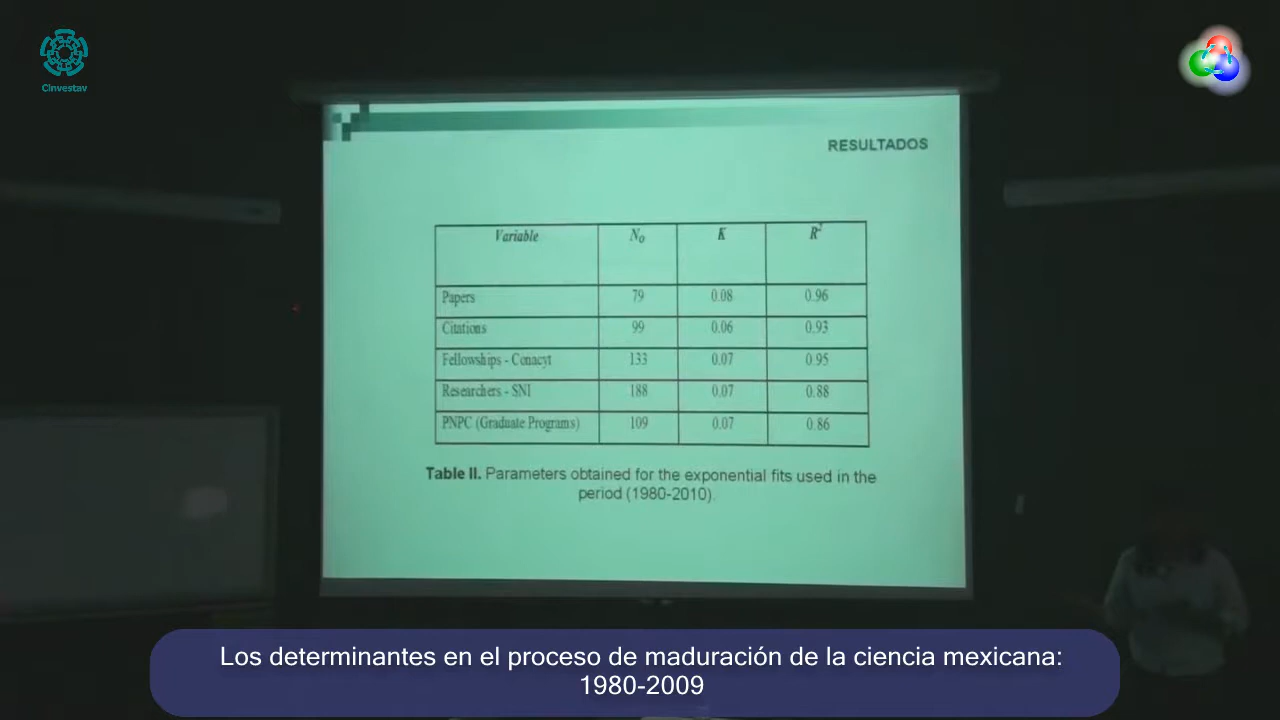 Cinvestav
RESULTADOS
Variable N0 K R2
Papers 79 0.08 0.96
Citations 99 0.06 0.93
Fellowships - Conacyt 133 0.07 0.95
Researchers - SNI 188 0.07 0.88
PNPC (Graduate Programs) 109 0.07 0.86
Table II. Parameters obtained for the exponential fits used in the
period (1980-2010).
Los determinantes en el proceso de maduración de la ciencia mexicana:
1980-2009